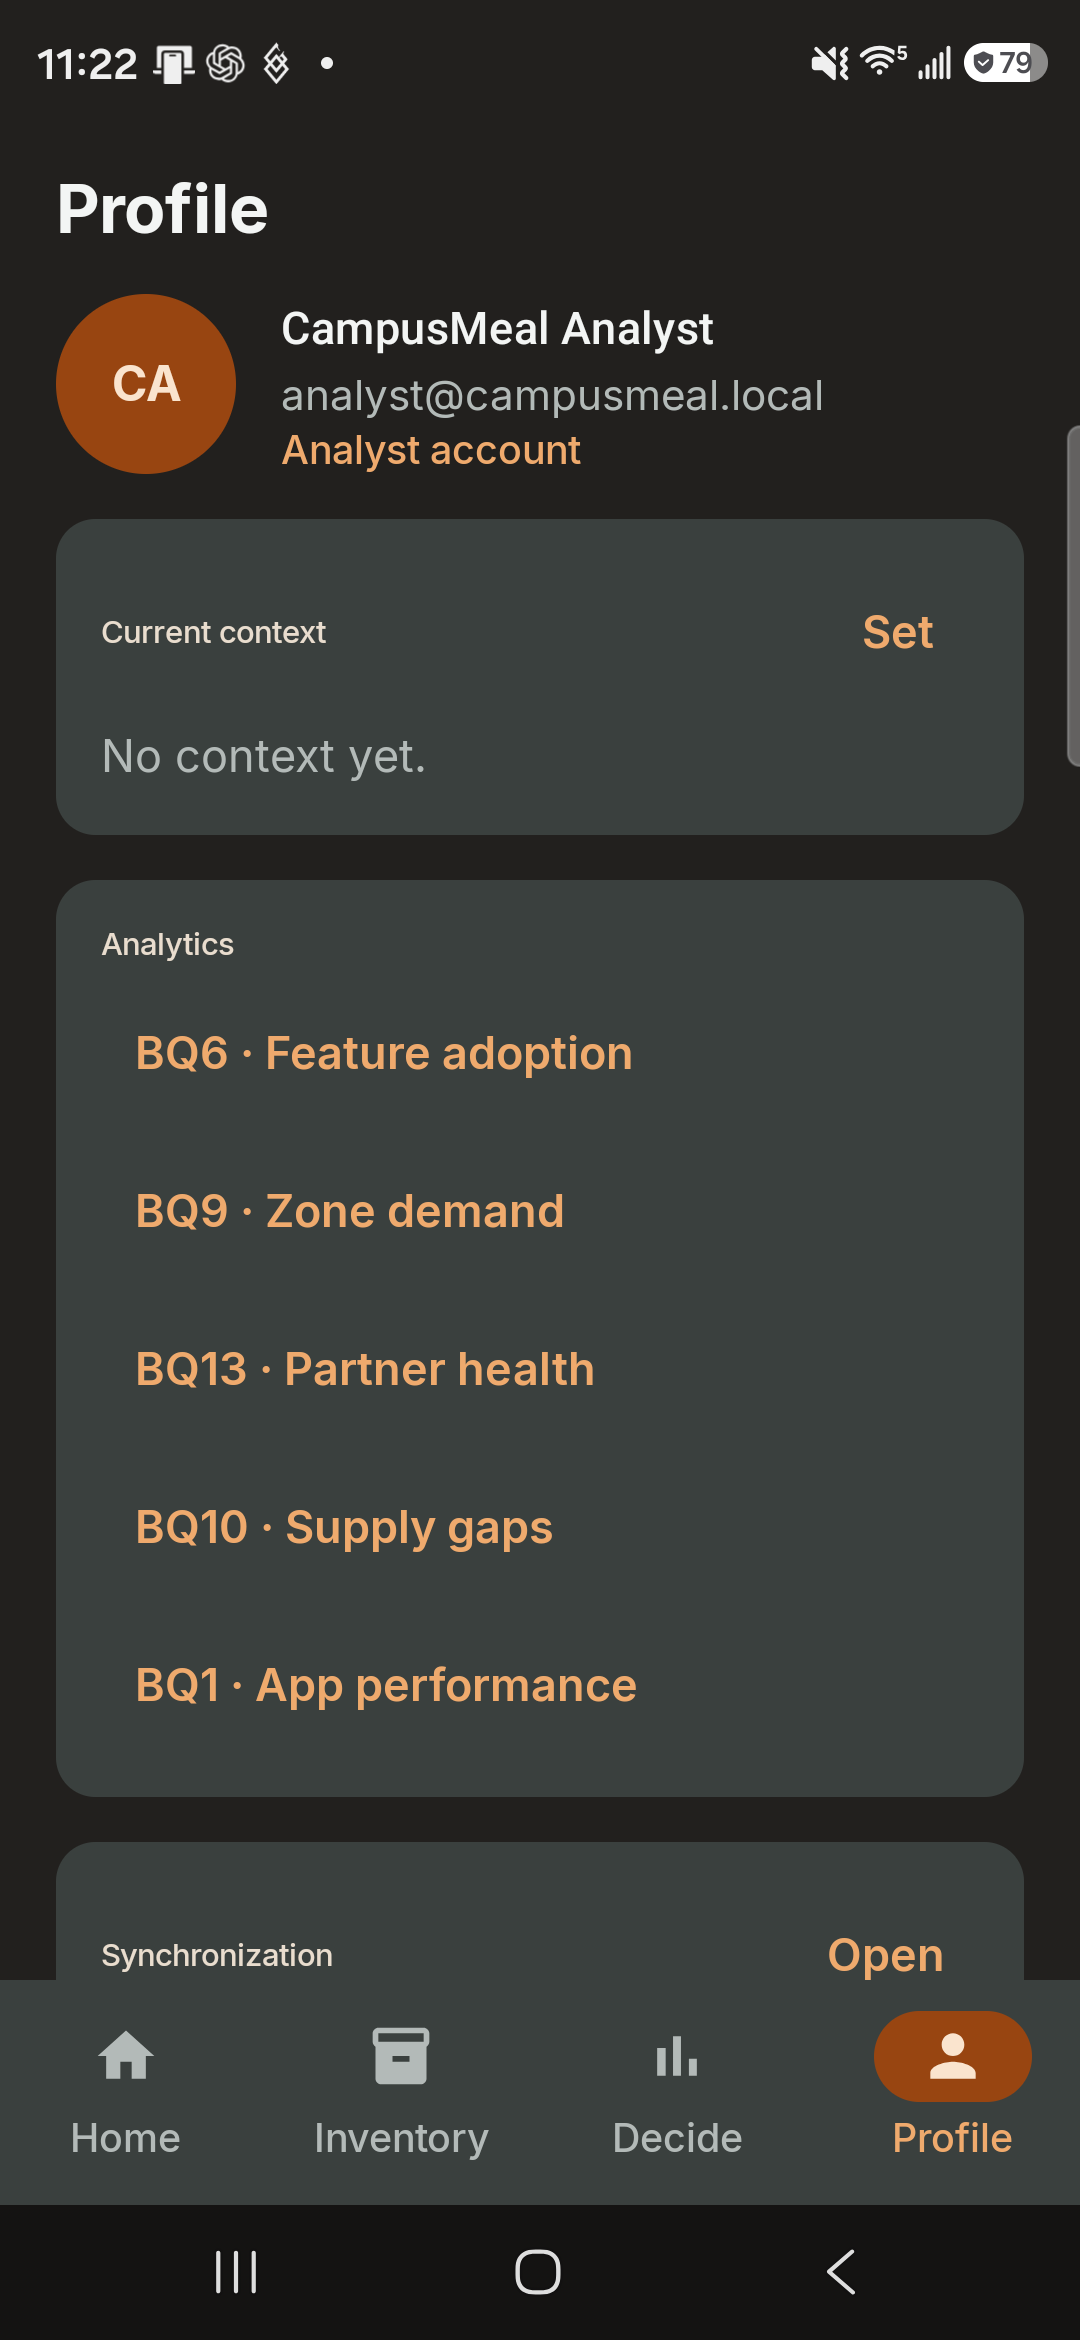 11:22
5
79
Profile
CA
CampusMeal Analyst
analyst@campusmeal.local
Analyst account
Current context
Set
No context yet.
Analytics
BQ6 · Feature adoption
BQ9 · Zone demand
BQ13 · Partner health
BQ10 · Supply gaps
BQ1 · App performance
Synchronization
Open
Home
Inventory
Decide
Profile